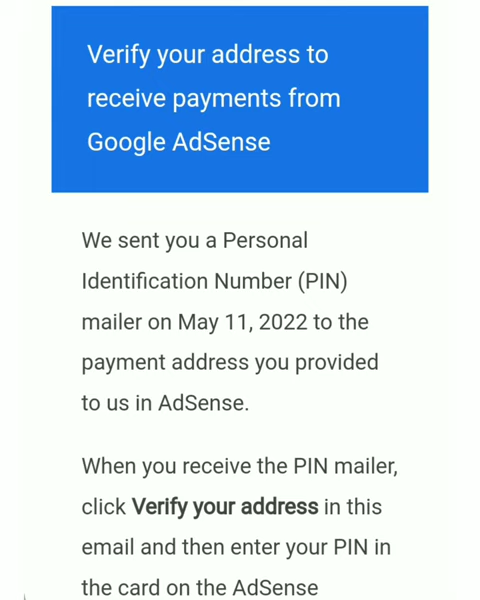 Verify your address to
receive payments from
Google AdSense
We sent you a Personal
Identification Number (PIN)
mailer on May 11, 2022 to the
payment address you provided
to us in AdSense.
When you receive the PIN mailer,
click Verify your address in this
email and then enter your PIN in
the card on the AdSense